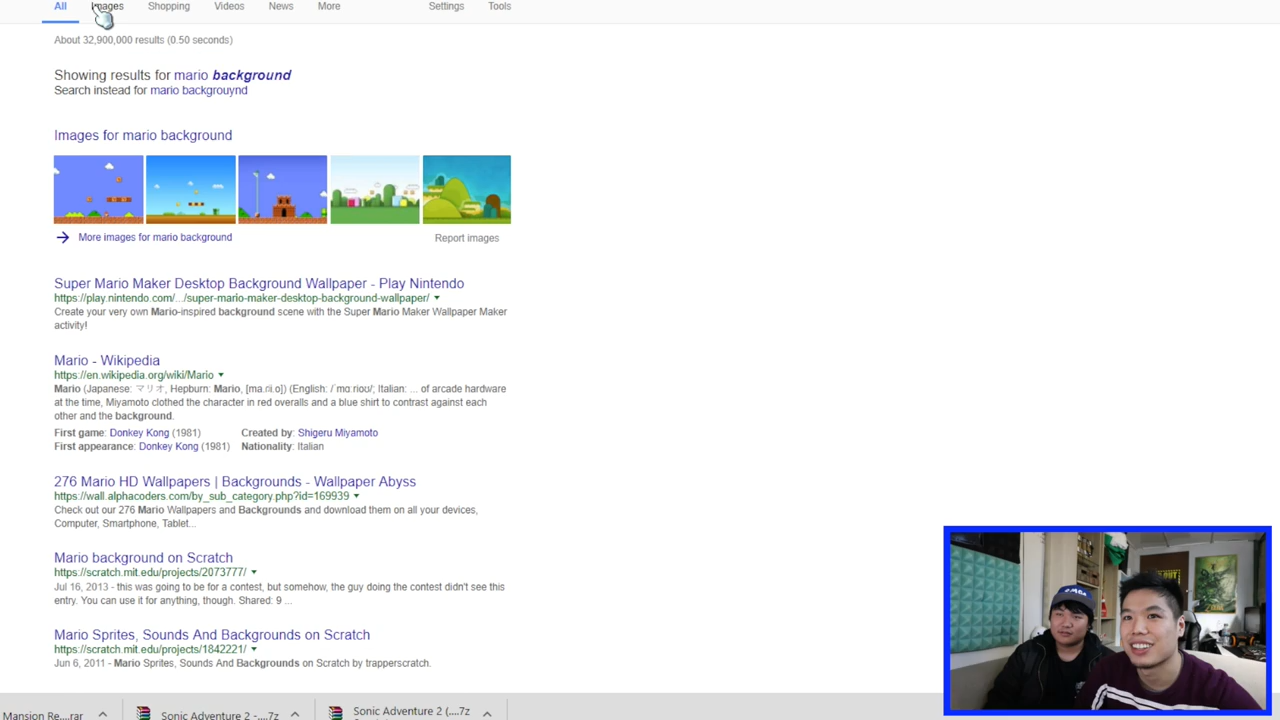 All Images Shopping Videos News More Settings Tools
About 32,900,000 results (0.50 seconds)
Showing results for mario background
Search instead for mario backgrouynd
Images for mario background
More images for mario background
Report images
Super Mario Maker Desktop Background Wallpaper - Play Nintendo
https://play.nintendo.com/.../super-mario-maker-desktop-background-wallpaper/
Create your very own Mario-inspired background scene with the Super Mario Maker Wallpaper Maker
activity!
Mario - Wikipedia
https://en.wikipedia.org/wiki/Mario
Mario (Japanese: マリオ, Hepburn: Mario, [ma.ɾi.o]) (English: /ˈmɑːrioʊ/; Italian: ... of arcade hardware
at the time, Miyamoto clothed the character in red overalls and a blue shirt to contrast against each
other and the background.
First game: Donkey Kong (1981) Created by: Shigeru Miyamoto
First appearance: Donkey Kong (1981) Nationality: Italian
276 Mario HD Wallpapers | Backgrounds - Wallpaper Abyss
https://wall.alphacoders.com/by_sub_category.php?id=169939
Check out our 276 Mario Wallpapers and Backgrounds and download them on all your devices,
Computer, Smartphone, Tablet...
Mario background on Scratch
https://scratch.mit.edu/projects/2073777/
Jul 16, 2013 - this was going to be for a contest, but somehow, the guy doing the contest didn't see this
entry. You can use it for anything, though. Shared: 9 ...
Mario Sprites, Sounds And Backgrounds on Scratch
https://scratch.mit.edu/projects/1842221/
Jun 6, 2011 - Mario Sprites, Sounds And Backgrounds on Scratch by trapperscratch.
Mansion Re....rar
Sonic Adventure 2 -....7z
Sonic Adventure 2 (....7z